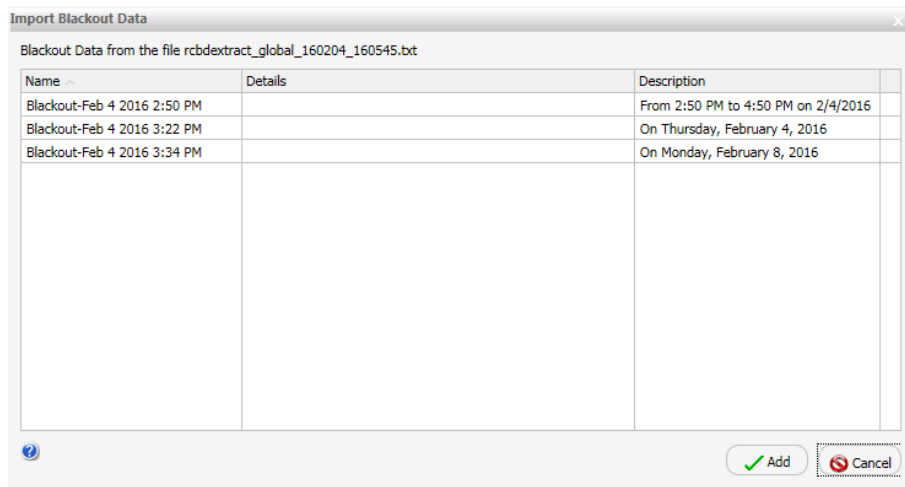 Import Blackout Data
Blackout Data from the file rcbdextract_global_160204_160545.txt
Name Details Description
Blackout-Feb 4 2016 2:50 PM From 2:50 PM to 4:50 PM on 2/4/2016
Blackout-Feb 4 2016 3:22 PM On Thursday, February 4, 2016
Blackout-Feb 4 2016 3:34 PM On Monday, February 8, 2016
? Add Cancel